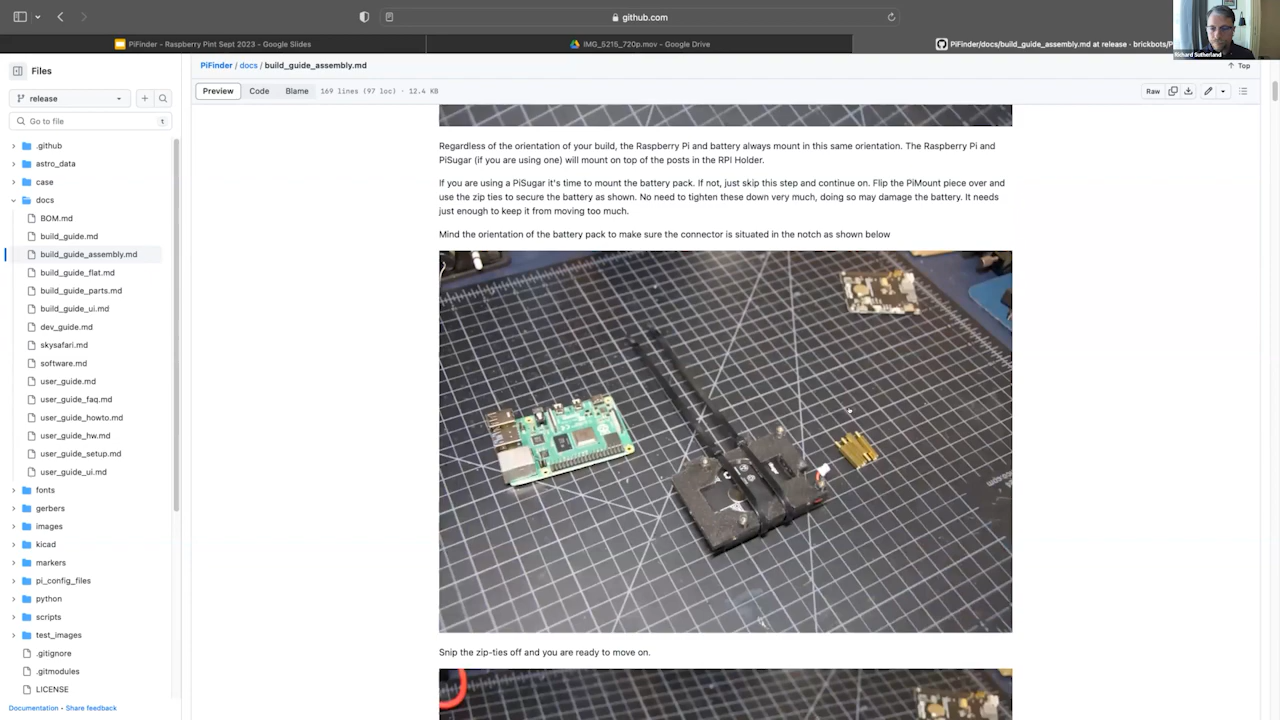 github.com
PiFinder - Raspberry Pint Sept 2023 - Google Slides
IMG_5215_720p.mov - Google Drive
PiFinder/docs/build_guide_assembly.md at release · brickbots/P
Richard Sutherland
Files
PiFinder / docs / build_guide_assembly.md
Top
release
Preview
Code
Blame
169 lines (97 loc) · 12.4 KB
Raw
Go to file
t
.github
astro_data
case
docs
BOM.md
build_guide.md
build_guide_assembly.md
build_guide_flat.md
build_guide_parts.md
build_guide_ui.md
dev_guide.md
skysafari.md
software.md
user_guide.md
user_guide_faq.md
user_guide_howto.md
user_guide_hw.md
user_guide_setup.md
user_guide_ui.md
fonts
gerbers
images
kicad
markers
pi_config_files
python
scripts
test_images
.gitignore
.gitmodules
LICENSE
Documentation • Share feedback
Regardless of the orientation of your build, the Raspberry Pi and battery always mount in this same orientation. The Raspberry Pi and
PiSugar (if you are using one) will mount on top of the posts in the RPI Holder.
If you are using a PiSugar it's time to mount the battery pack. If not, just skip this step and continue on. Flip the PiMount piece over and
use the zip ties to secure the battery as shown. No need to tighten these down very much, doing so may damage the battery. It needs
just enough to keep it from moving too much.
Mind the orientation of the battery pack to make sure the connector is situated in the notch as shown below
Snip the zip-ties off and you are ready to move on.